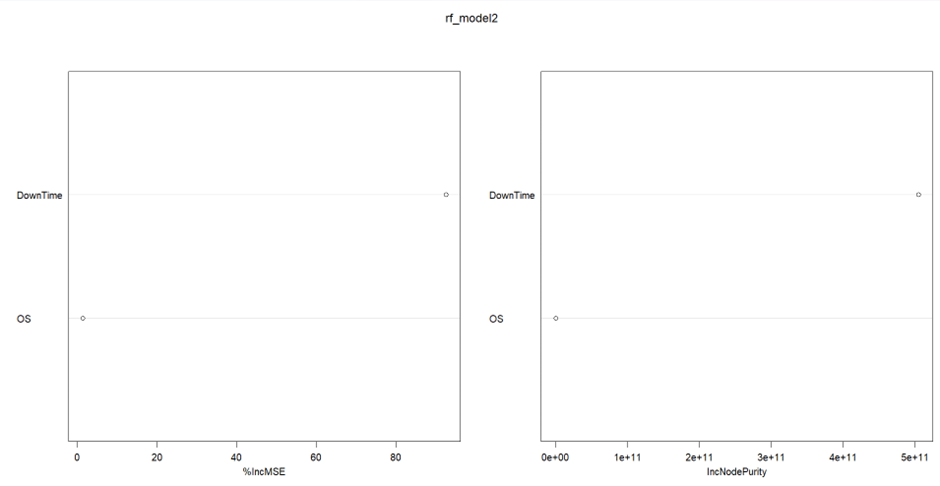 rf_model2
DownTime
OS
0 20 40 60 80
%IncMSE
DownTime
OS
0e+00 1e+11 2e+11 3e+11 4e+11 5e+11
IncNodePurity